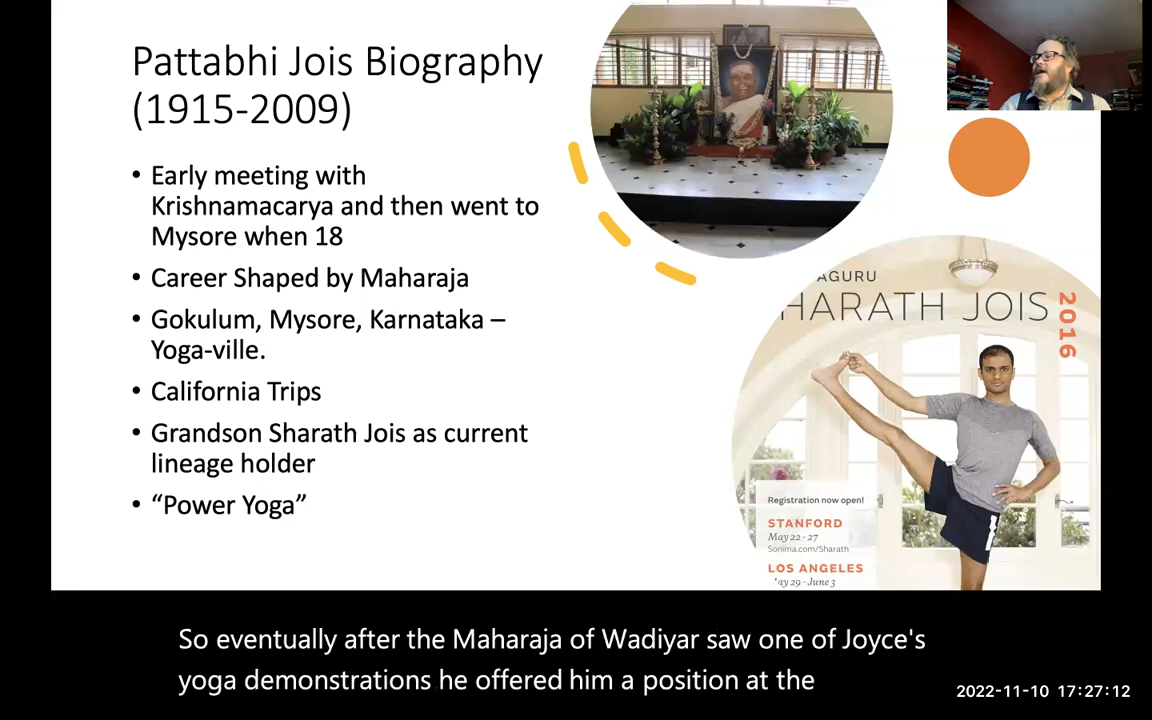 Pattabhi Jois Biography
(1915-2009)
• Early meeting with
Krishnamacarya and then went to
Mysore when 18
• Career Shaped by Maharaja
• Gokulum, Mysore, Karnataka –
Yoga-ville.
• California Trips
• Grandson Sharath Jois as current
lineage holder
• “Power Yoga”
AGURU
HARATH JOIS
2016
Registration now open!
STANFORD
May 22 - 27
Sonima.com/Sharath
LOS ANGELES
ay 29 - June 3
So eventually after the Maharaja of Wadiyar saw one of Joyce's
yoga demonstrations he offered him a position at the
2022-11-10 17:27:12